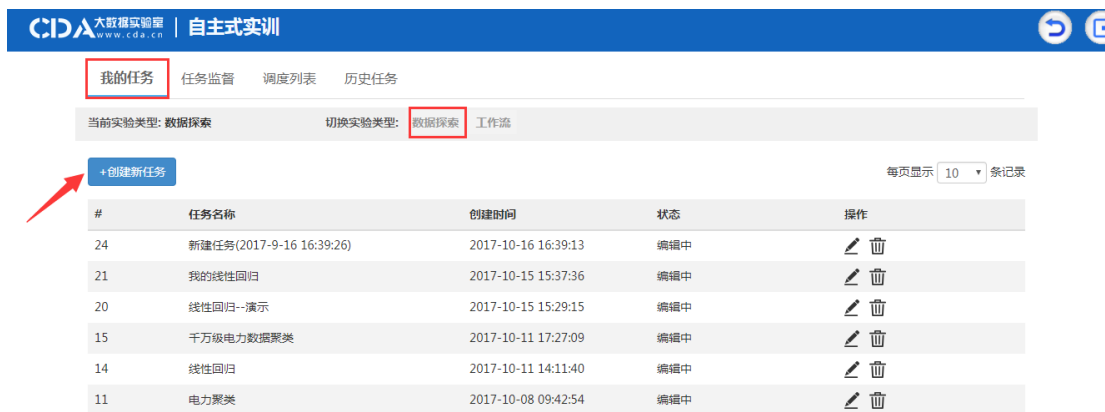 CDA 大数据实验室 www.cda.cn | 自主式实训
我的任务 任务监督 调度列表 历史任务
当前实验类型: 数据探索 切换实验类型: 数据探索 工作流
+创建新任务 每页显示 10 条记录
# 任务名称 创建时间 状态 操作
24 新建任务(2017-9-16 16:39:26) 2017-10-16 16:39:13 编辑中
21 我的线性回归 2017-10-15 15:37:36 编辑中
20 线性回归--演示 2017-10-15 15:29:15 编辑中
15 千万级电力数据聚类 2017-10-11 17:27:09 编辑中
14 线性回归 2017-10-11 14:11:40 编辑中
11 电力聚类 2017-10-08 09:42:54 编辑中